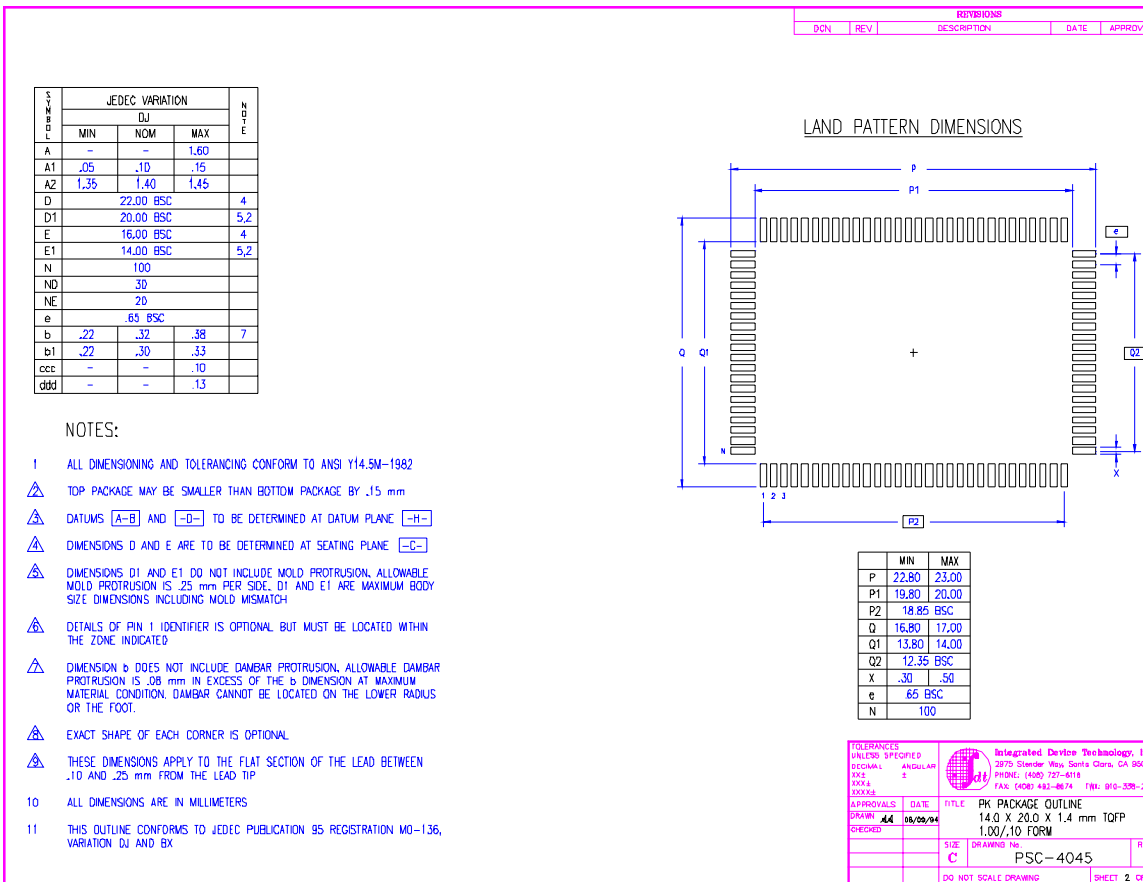 REVISIONS
DCN REV DESCRIPTION DATE APPROV
SYMBOL JEDEC VARIATION NOTE
DJ
MIN NOM MAX
A - - 1.60
A1 .05 .10 .15
A2 1.35 1.40 1.45
D 22.00 BSC 4
D1 20.00 BSC 5,2
E 16.00 BSC 4
E1 14.00 BSC 5,2
N 100
ND 30
NE 20
e .65 BSC
b .22 .32 .38 7
b1 .22 .30 .33
ccc - - .10
ddd - - .13
NOTES:
1 ALL DIMENSIONING AND TOLERANCING CONFORM TO ANSI Y14.5M-1982
2 TOP PACKAGE MAY BE SMALLER THAN BOTTOM PACKAGE BY .15 mm
3 DATUMS A-B AND -D- TO BE DETERMINED AT DATUM PLANE -H-
4 DIMENSIONS D AND E ARE TO BE DETERMINED AT SEATING PLANE -C-
5 DIMENSIONS D1 AND E1 DO NOT INCLUDE MOLD PROTRUSION. ALLOWABLE
MOLD PROTRUSION IS .25 mm PER SIDE. D1 AND E1 ARE MAXIMUM BODY
SIZE DIMENSIONS INCLUDING MOLD MISMATCH
6 DETAILS OF PIN 1 IDENTIFIER IS OPTIONAL BUT MUST BE LOCATED WITHIN
THE ZONE INDICATED
7 DIMENSION b DOES NOT INCLUDE DAMBAR PROTRUSION. ALLOWABLE DAMBAR
PROTRUSION IS .08 mm IN EXCESS OF THE b DIMENSION AT MAXIMUM
MATERIAL CONDITION. DAMBAR CANNOT BE LOCATED ON THE LOWER RADIUS
OR THE FOOT.
8 EXACT SHAPE OF EACH CORNER IS OPTIONAL
9 THESE DIMENSIONS APPLY TO THE FLAT SECTION OF THE LEAD BETWEEN
.10 AND .25 mm FROM THE LEAD TIP
10 ALL DIMENSIONS ARE IN MILLIMETERS
11 THIS OUTLINE CONFORMS TO JEDEC PUBLICATION 95 REGISTRATION MO-136,
VARIATION DJ AND BX
LAND PATTERN DIMENSIONS
P
P1
e
Q Q1
Q2
N
X
1 2 3
P2
MIN MAX
P 22.80 23.00
P1 19.80 20.00
P2 18.85 BSC
Q 16.80 17.00
Q1 13.80 14.00
Q2 12.35 BSC
X .30 .50
e .65 BSC
N 100
TOLERANCES
UNLESS SPECIFIED
DECIMAL ANGULAR
XX± ±
XXX±
XXXX±
idt
Integrated Device Technology,
2975 Stender Way, Santa Clara, CA
PHONE: (408) 727-6116
FAX: (408) 492-8674
APPROVALS DATE
DRAWN 08/09/94
CHECKED
TITLE PK PACKAGE OUTLINE
14.0 X 20.0 X 1.4 mm TQFP
1.00/.10 FORM
SIZE DRAWING No.
C PSC-4045
DO NOT SCALE DRAWING SHEET 2